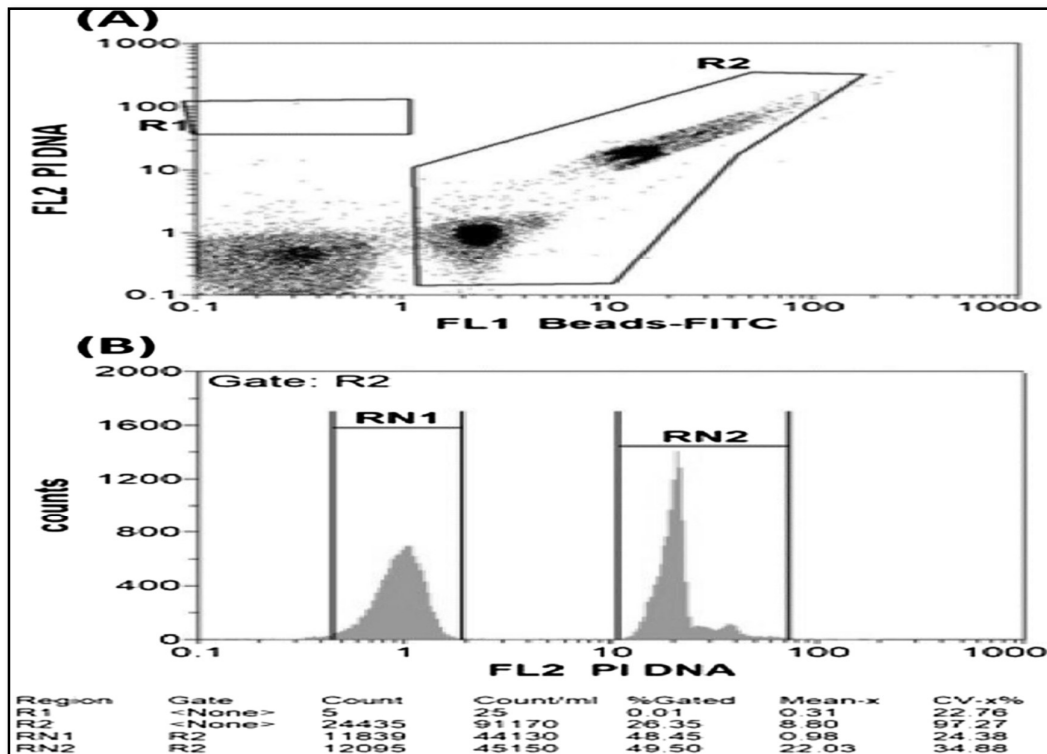 (A)
1000
R2
100
R1
10
1
0.1
FL2 PI DNA
0.1 1 10 100 1000
FL1 Beads-FITC
(B)
2000
Gate: R2
RN1
RN2
1600
1200
800
400
0
counts
0.1 1 10 100 1000
FL2 PI DNA
Region Gate Count Count/ml %Gated Mean-x CV-x%
R1 <None> 5 25 0.01 0.31 22.76
R2 <None> 24435 91170 26.35 8.80 97.27
RN1 R2 11839 44130 48.45 0.98 24.38
RN2 R2 12095 45150 49.50 22.03 34.68